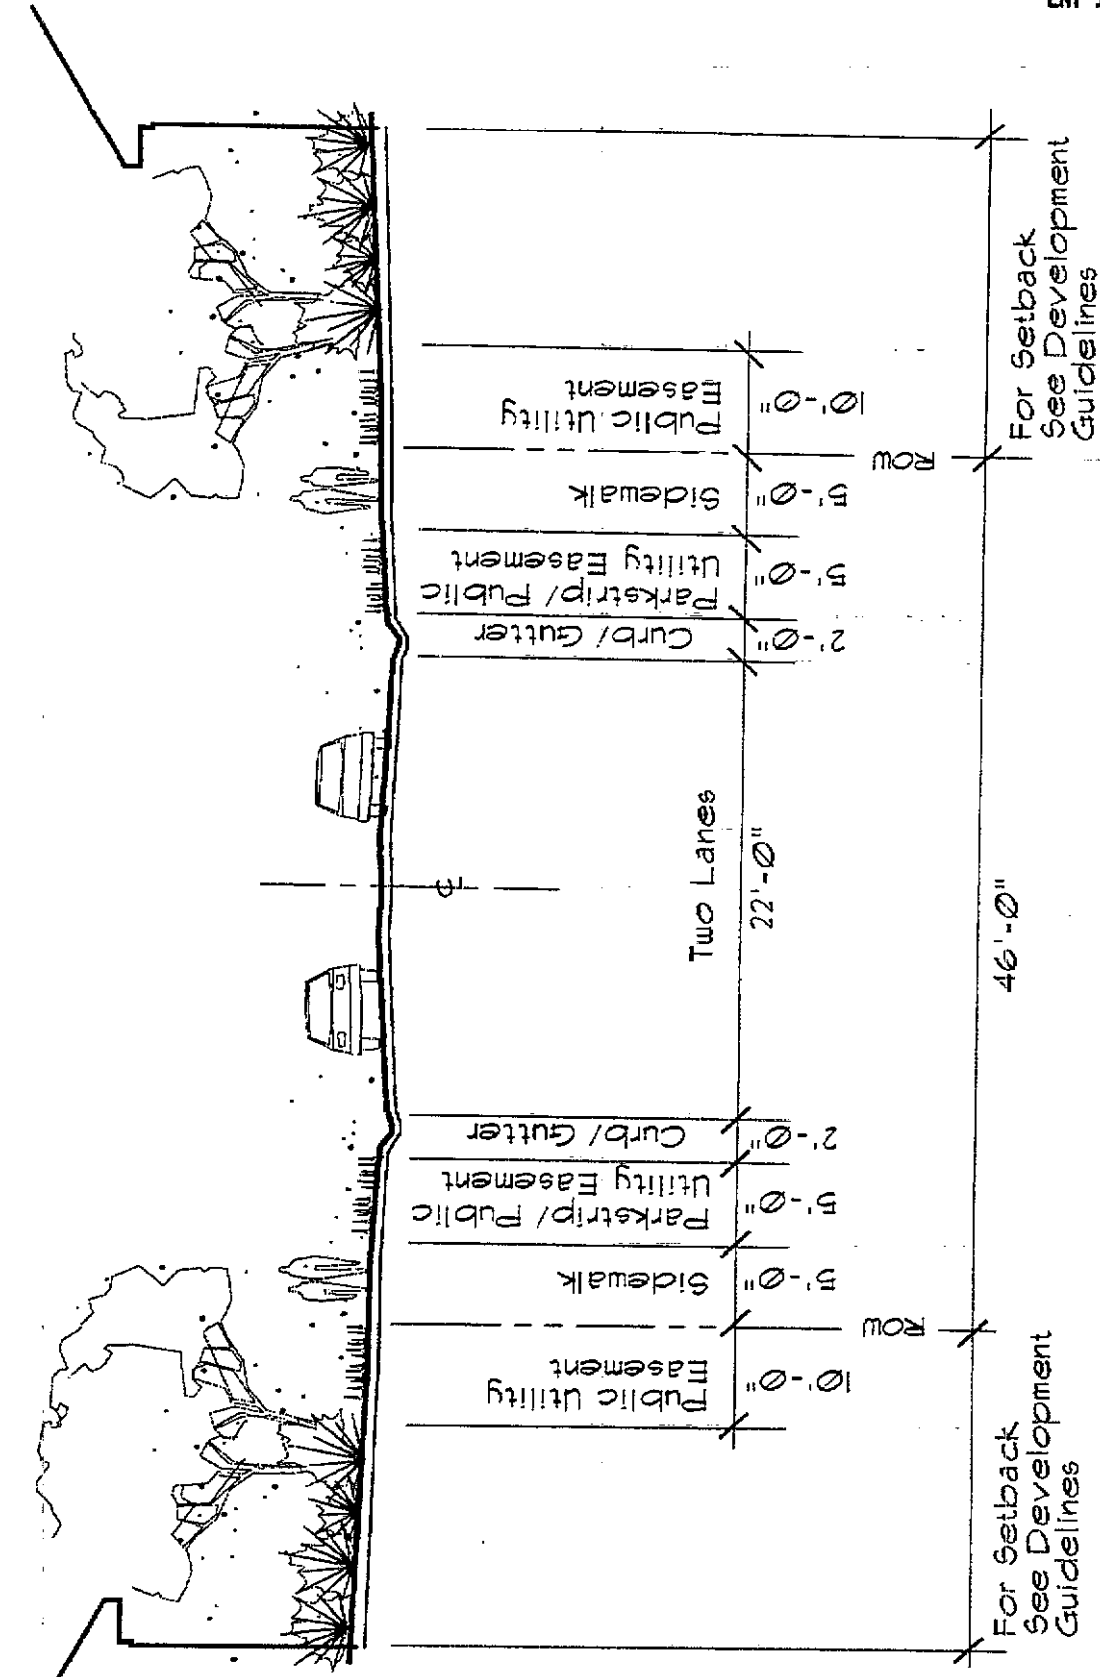 Public Utility
Easement
Sidewalk
Parkstrip/ Public
Utility Easement
Curb/ Gutter
Two Lanes
Curb/ Gutter
Parkstrip/ Public
Utility Easement
Sidewalk
Public Utility
Easement
10'-0"
5'-0"
5'-0"
2'-0"
22'-0"
2'-0"
5'-0"
5'-0"
10'-0"
ROW
ROW
For Setback
See Development
Guidelines
46'-0"
For Setback
See Development
Guidelines